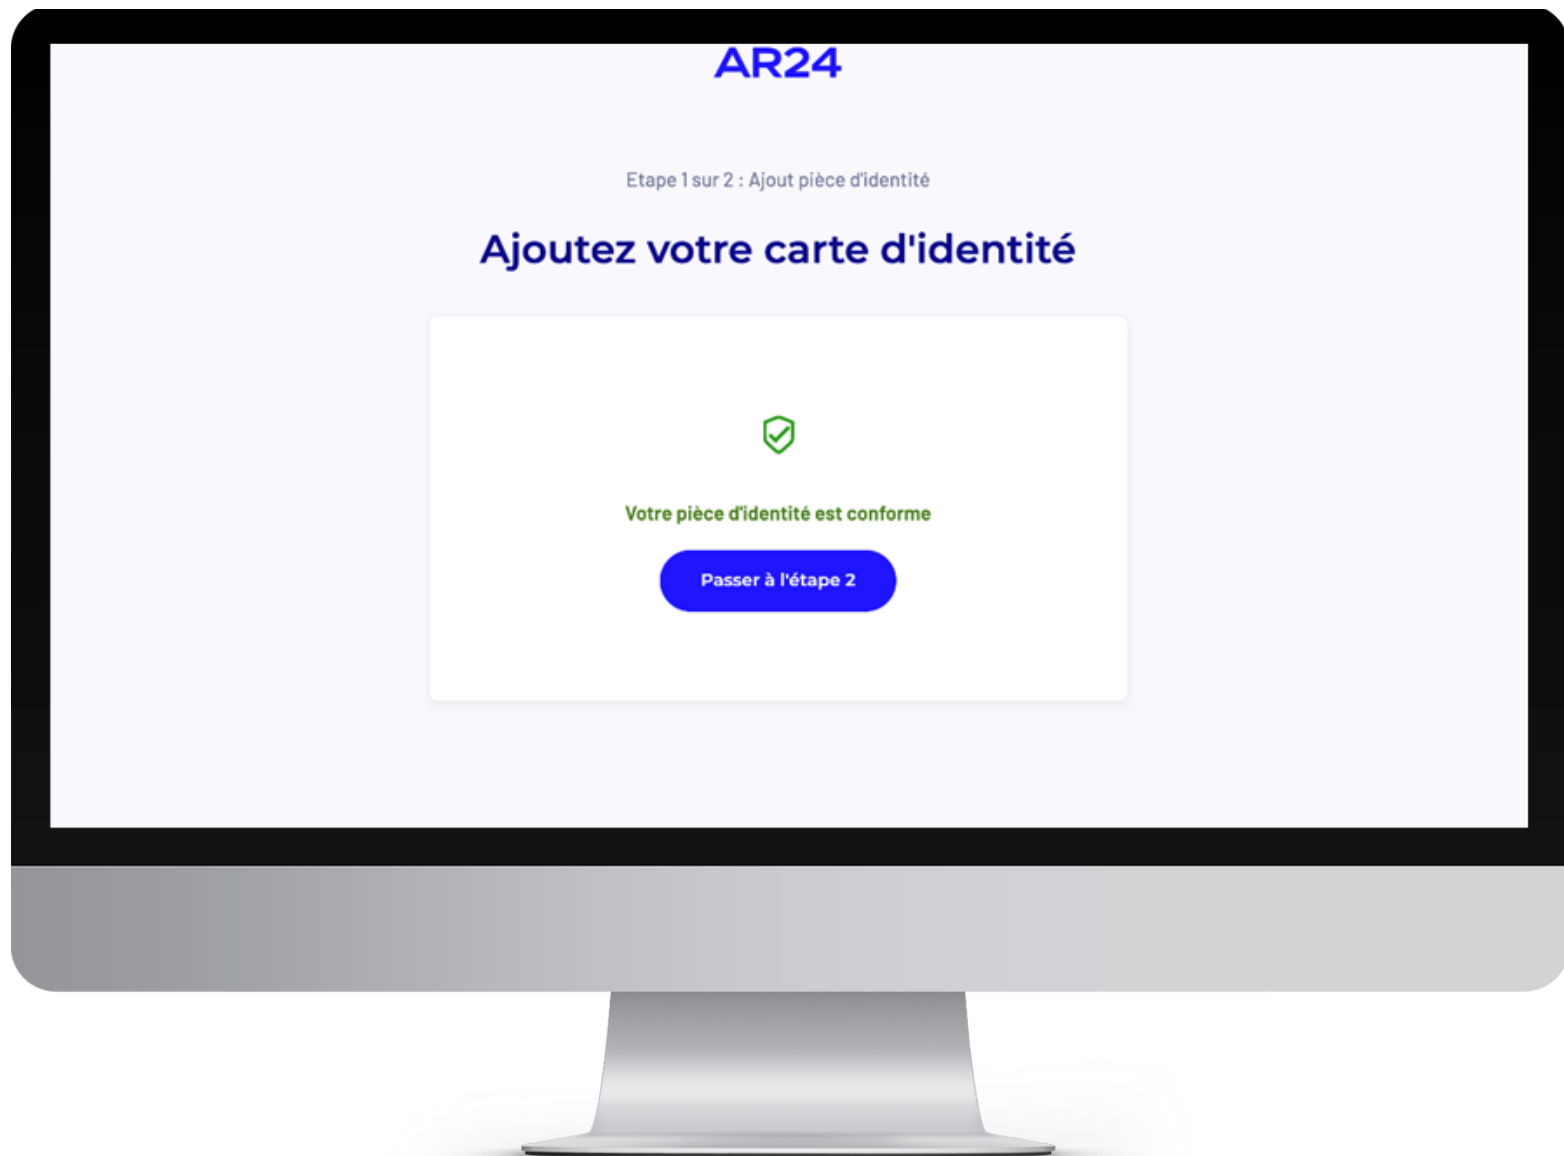 AR24
Etape 1 sur 2 : Ajout pièce d'identité
Ajoutez votre carte d'identité
Votre pièce d'identité est conforme
Passer à l'étape 2